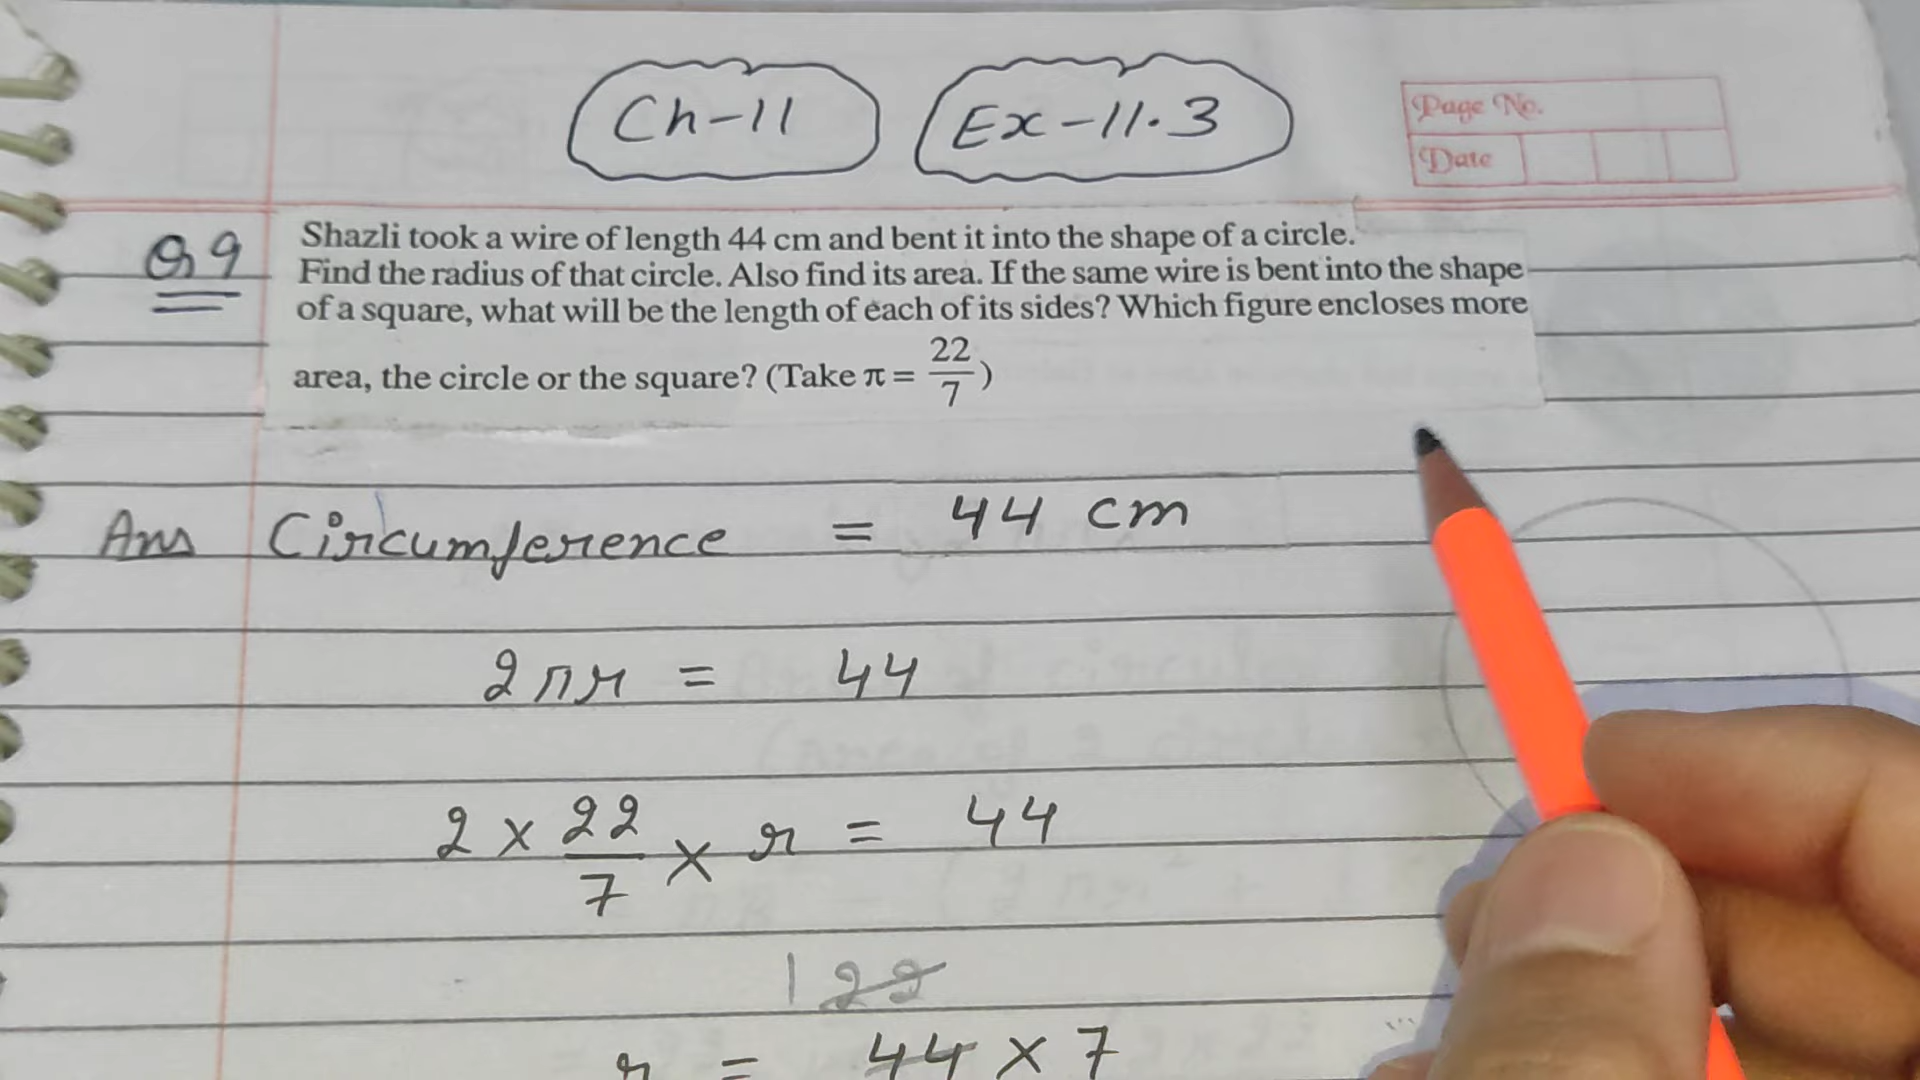 Ch-11 Ex-11.3
Page No.
Date
Q9 Shazli took a wire of length 44 cm and bent it into the shape of a circle.
Find the radius of that circle. Also find its area. If the same wire is bent into the shape
of a square, what will be the length of each of its sides? Which figure encloses more
area, the circle or the square? (Take π = 22/7)
Ans Circumference = 44 cm
2πr = 44
2 × 22/7 × r = 44
1 22
r = 44 × 7